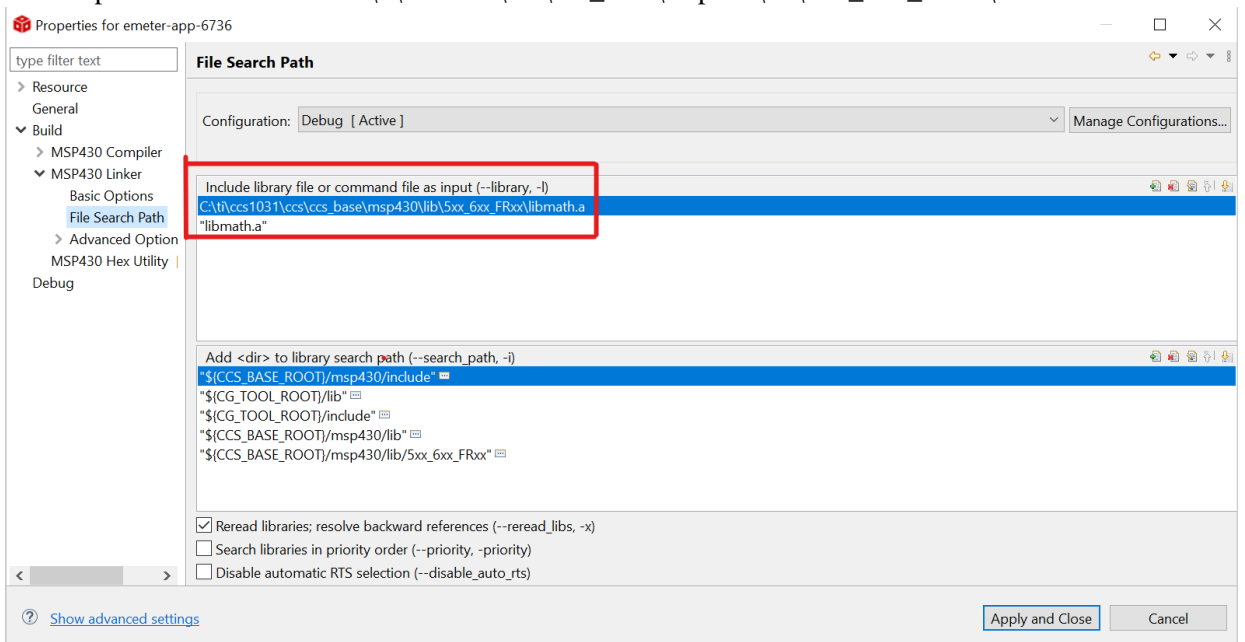 Properties for emeter-app-6736
type filter text
File Search Path
Resource
General
Build
MSP430 Compiler
MSP430 Linker
Basic Options
File Search Path
Advanced Option
MSP430 Hex Utility
Debug
Configuration: Debug [ Active ]
Manage Configurations...
Include library file or command file as input (--library, -l)
C:\ti\ccs1031\ccs\ccs_base\msp430\lib\5xx_6xx_FRxx\libmath.a
"libmath.a"
Add <dir> to library search path (--search_path, -i)
"${CCS_BASE_ROOT}/msp430/include"
"${CG_TOOL_ROOT}/lib"
"${CG_TOOL_ROOT}/include"
"${CCS_BASE_ROOT}/msp430/lib"
"${CCS_BASE_ROOT}/msp430/lib/5xx_6xx_FRxx"
Reread libraries; resolve backward references (--reread_libs, -x)
Search libraries in priority order (--priority, -priority)
Disable automatic RTS selection (--disable_auto_rts)
Show advanced settings
Apply and Close
Cancel